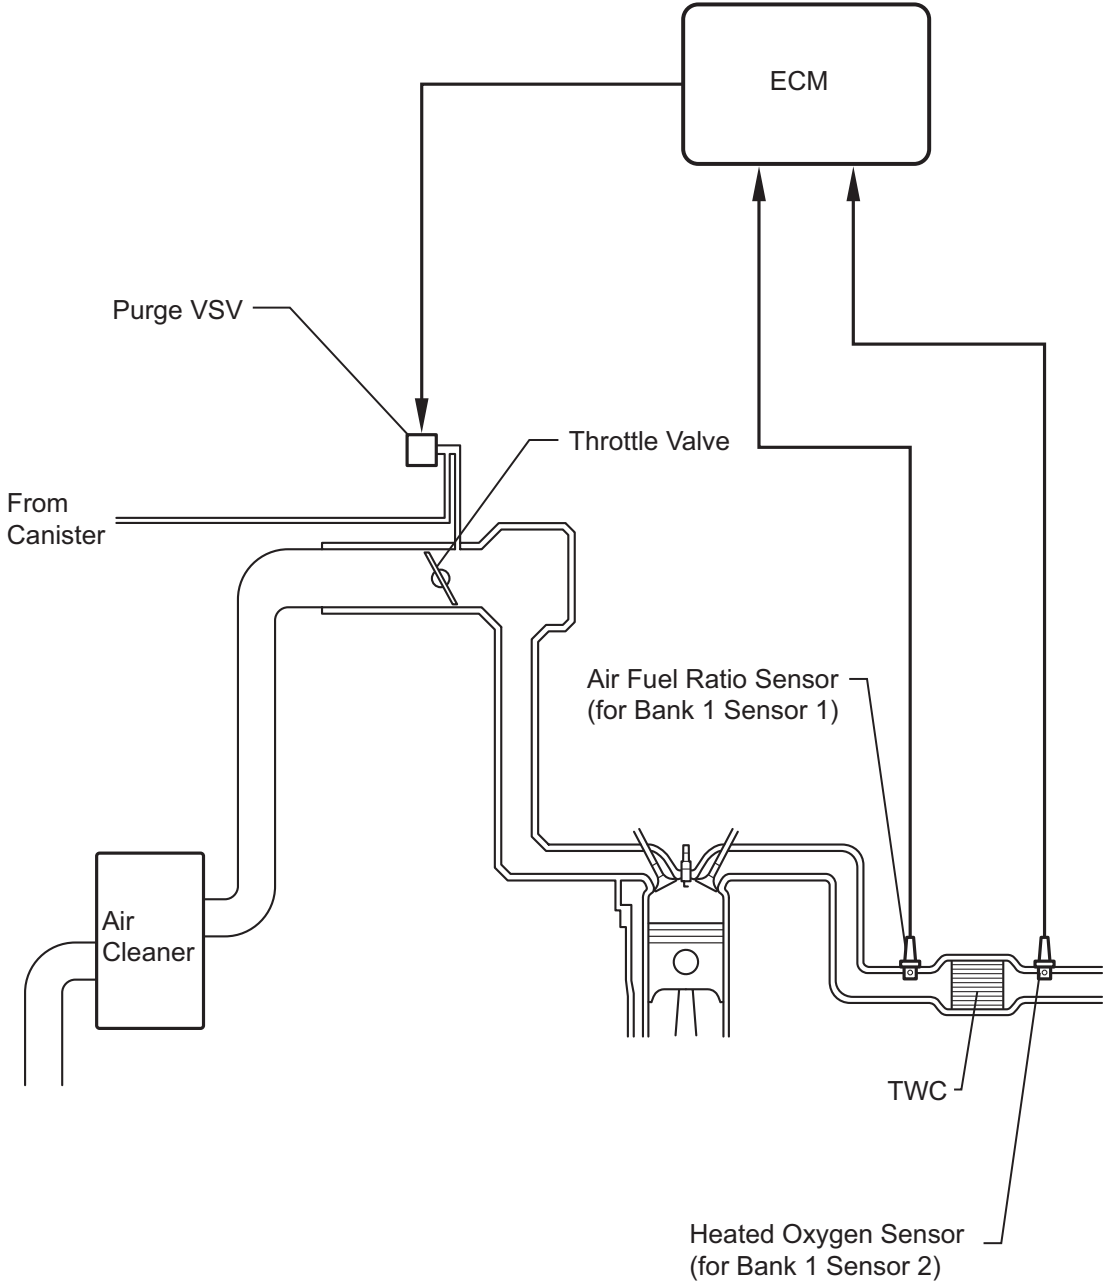 ECM
Purge VSV
Throttle Valve
From
Canister
Air Fuel Ratio Sensor
(for Bank 1 Sensor 1)
Air
Cleaner
TWC
Heated Oxygen Sensor
(for Bank 1 Sensor 2)